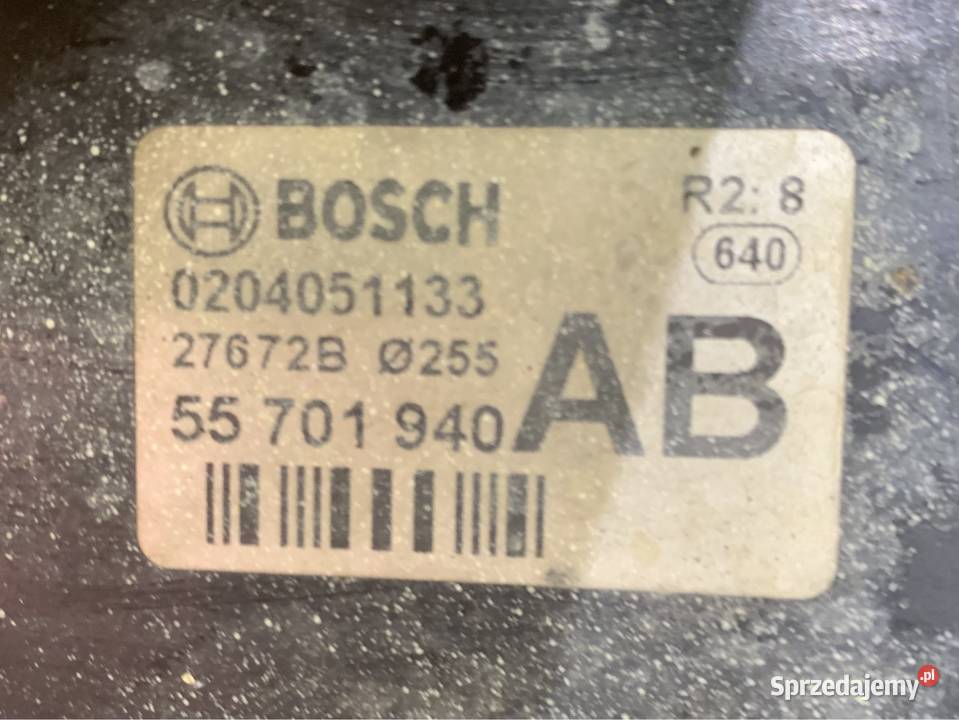 BOSCH R2: 8
640
0204051133
27672B Ø255
55 701 940 AB
Sprzedajemy.pl